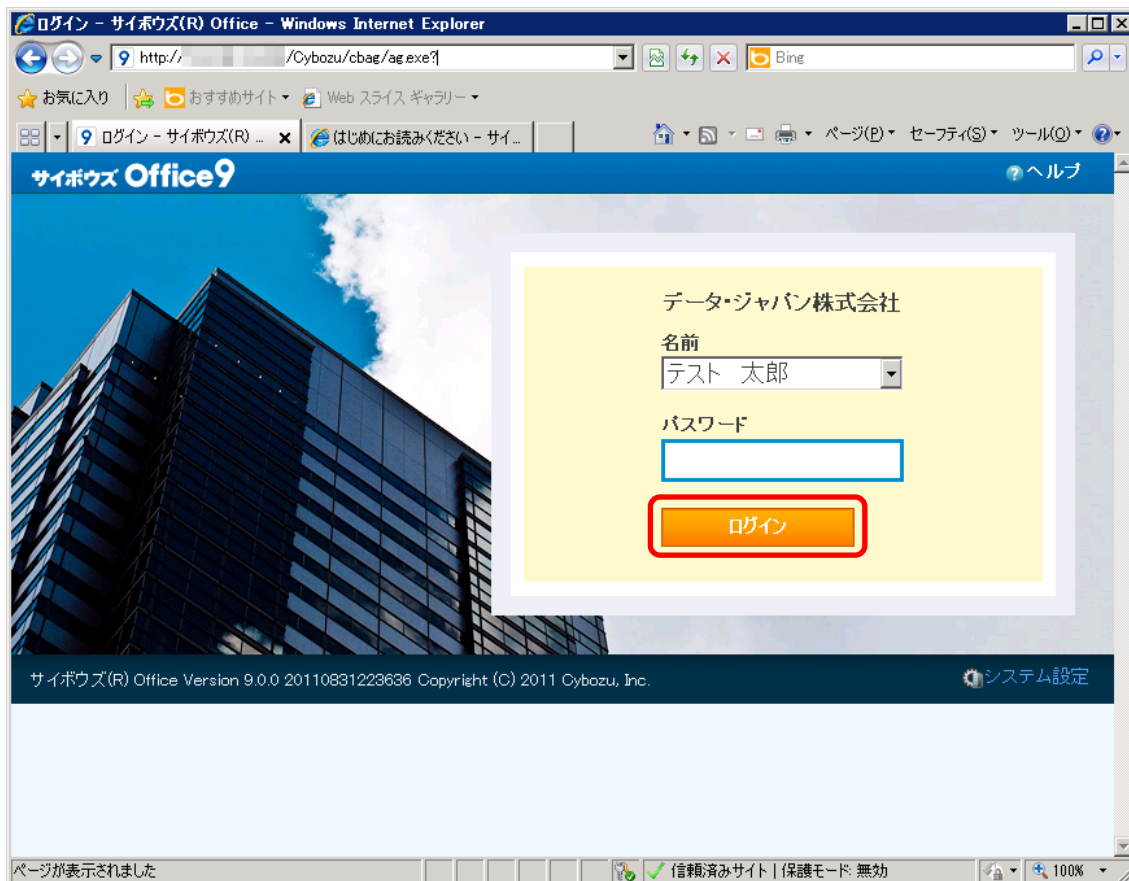 ログイン - サイボウズ(R) Office - Windows Internet Explorer
http:// /Cybozu/cbag/ag.exe?
Bing
お気に入り おすすめサイト Web スライス ギャラリー
ログイン - サイボウズ(R) ... はじめにお読みください - サイ... ページ(P) セーフティ(S) ツール(O)
サイボウズ Office9 ヘルプ
データ・ジャパン株式会社
名前
テスト 太郎
パスワード
ログイン
サイボウズ(R) Office Version 9.0.0 20110831223636 Copyright (C) 2011 Cybozu, Inc. システム設定
ページが表示されました 信頼済みサイト | 保護モード: 無効 100%